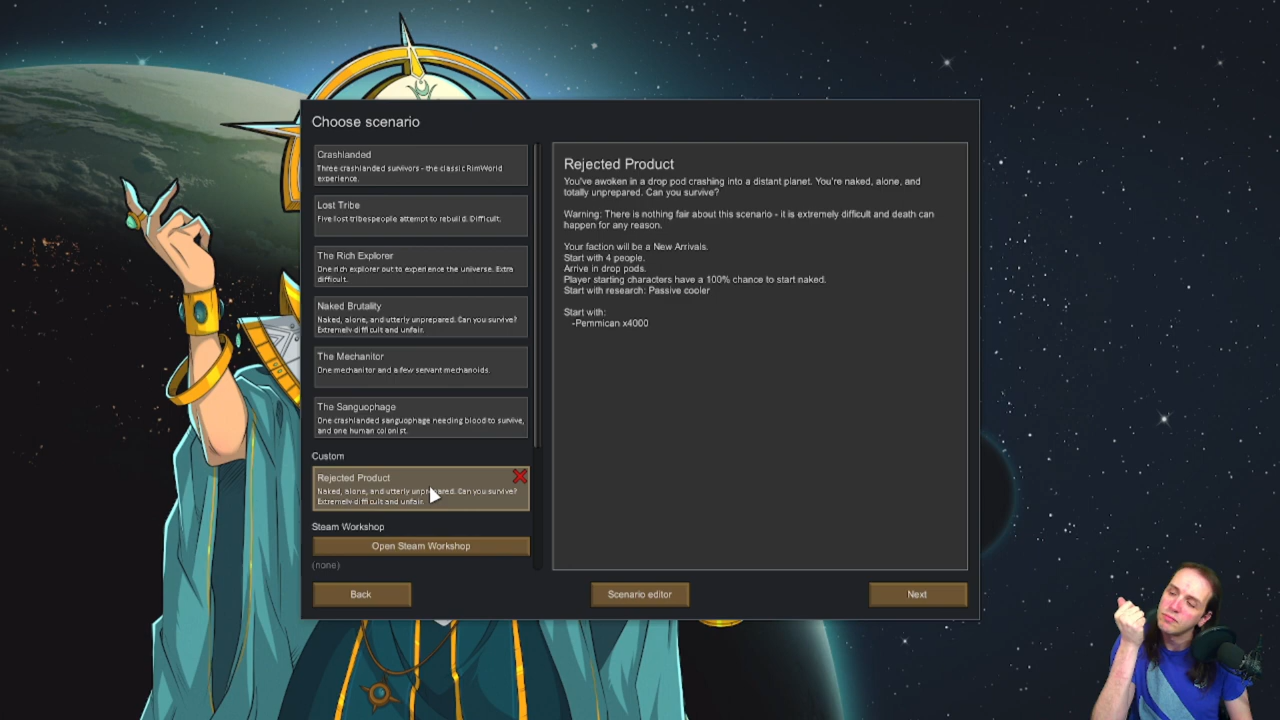 Choose scenario
Crashlanded
Three crashlanded survivors - the classic RimWorld
experience.
Lost Tribe
Five lost tribespeople attempt to rebuild. Difficult.
The Rich Explorer
One rich explorer out to experience the universe. Extra
difficult.
Naked Brutality
Naked, alone, and utterly unprepared. Can you survive?
Extremely difficult and unfair.
The Mechanitor
One mechanitor and a few servant mechanoids.
The Sanguophage
One crashlanded sanguophage needing blood to survive,
and one human colonist.
Custom
Rejected Product
Naked, alone, and utterly unprepared. Can you survive?
Extremely difficult and unfair.
Steam Workshop
Open Steam Workshop
(none)
Rejected Product
You've awoken in a drop pod crashing into a distant planet. You're naked, alone, and
totally unprepared. Can you survive?
Warning: There is nothing fair about this scenario - it is extremely difficult and death can
happen for any reason.
Your faction will be a New Arrivals.
Start with 4 people.
Arrive in drop pods.
Player starting characters have a 100% chance to start naked.
Start with research: Passive cooler
Start with:
-Pemmican x4000
Back
Scenario editor
Next